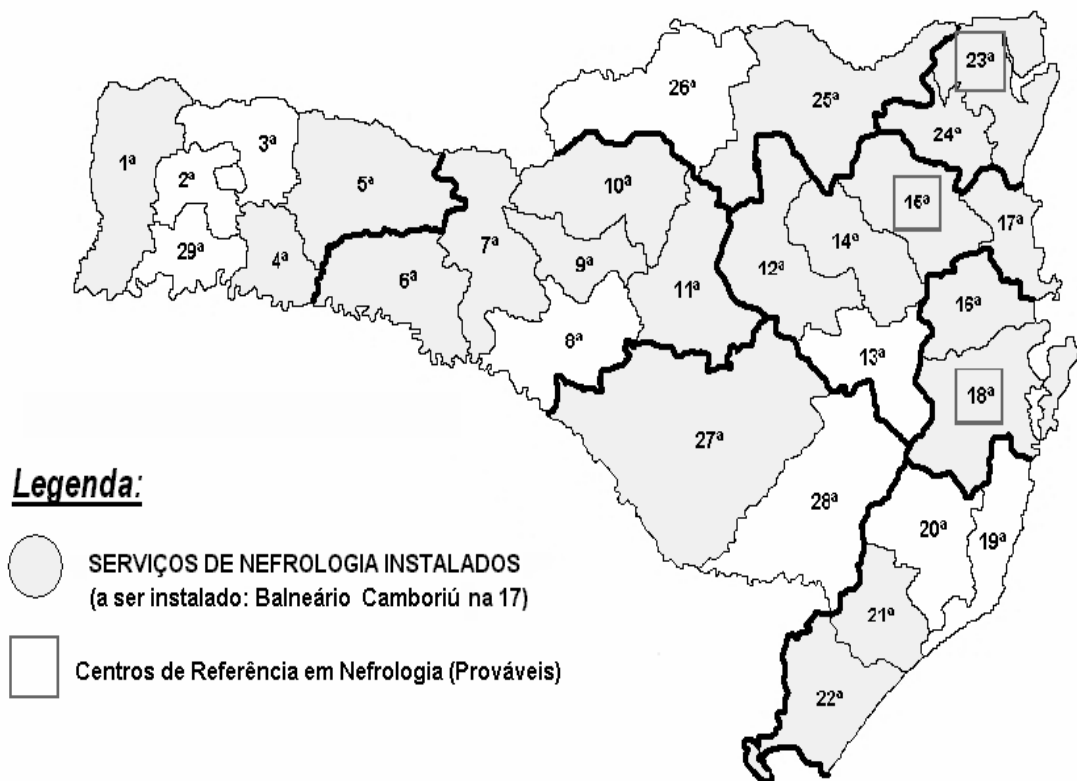 23ª
26ª
25ª
3ª
24ª
1ª
2ª
5ª
10ª
15ª
17ª
14ª
29ª
4ª
7ª
9ª
12ª
6ª
11ª
16ª
8ª
13ª
18ª
27ª
Legenda:
28ª
20ª
19ª
SERVIÇOS DE NEFROLOGIA INSTALADOS
(a ser instalado: Balneário Camboriú na 17)
21ª
Centros de Referência em Nefrologia (Prováveis)
22ª